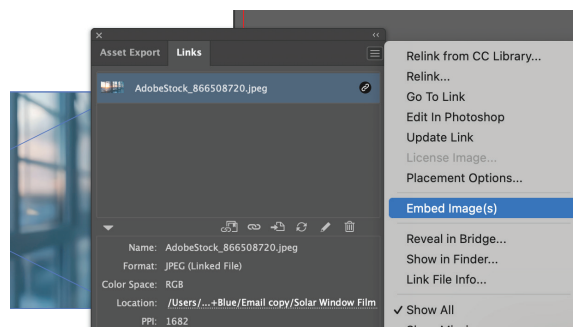 Asset Export Links
AdobeStock_866508720.jpeg
Name: AdobeStock_866508720.jpeg
Format: JPEG (Linked File)
Color Space: RGB
Location: /Users/...+Blue/Email copy/Solar Window Film
PPI: 1682
Relink from CC Library...
Relink...
Go To Link
Edit In Photoshop
Update Link
License Image...
Placement Options...
Embed Image(s)
Reveal in Bridge...
Show in Finder...
Link File Info...
✓ Show All